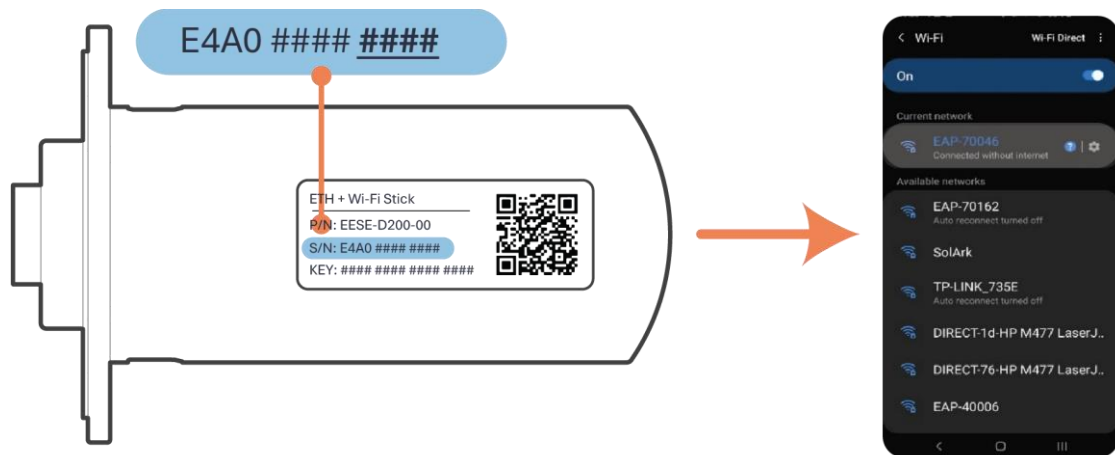 E4A0 #### ####
ETH + Wi-Fi Stick
P/N: EESE-D200-00
S/N: E4A0 #### ####
KEY: #### #### #### ####
Wi-Fi
Wi-Fi Direct
On
Current network
EAP-70046
Connected without internet
Available networks
EAP-70162
Auto reconnect turned off
SolArk
TP-LINK_735E
Auto reconnect turned off
DIRECT-1d-HP M477 LaserJ..
DIRECT-76-HP M477 LaserJ..
EAP-40006